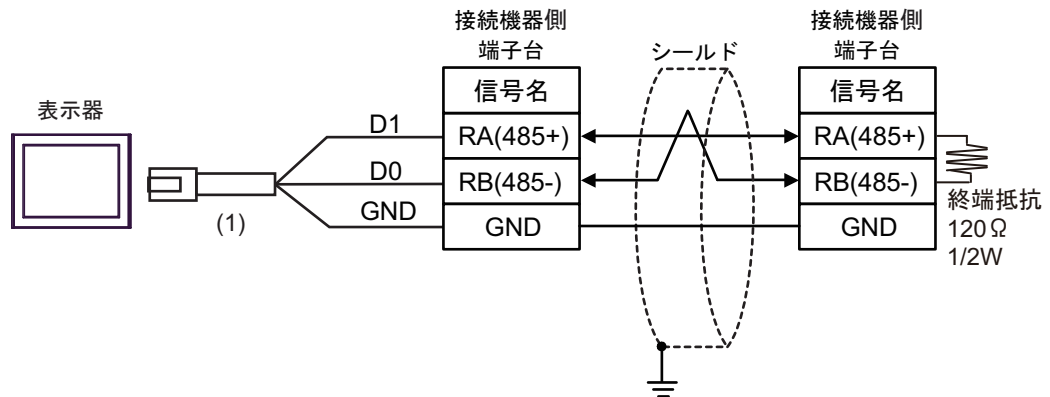 表示器
(1)
D1
D0
GND
接続機器側
端子台
信号名
RA(485+)
RB(485-)
GND
シールド
接続機器側
端子台
信号名
RA(485+)
RB(485-)
GND
終端抵抗
120Ω
1/2W